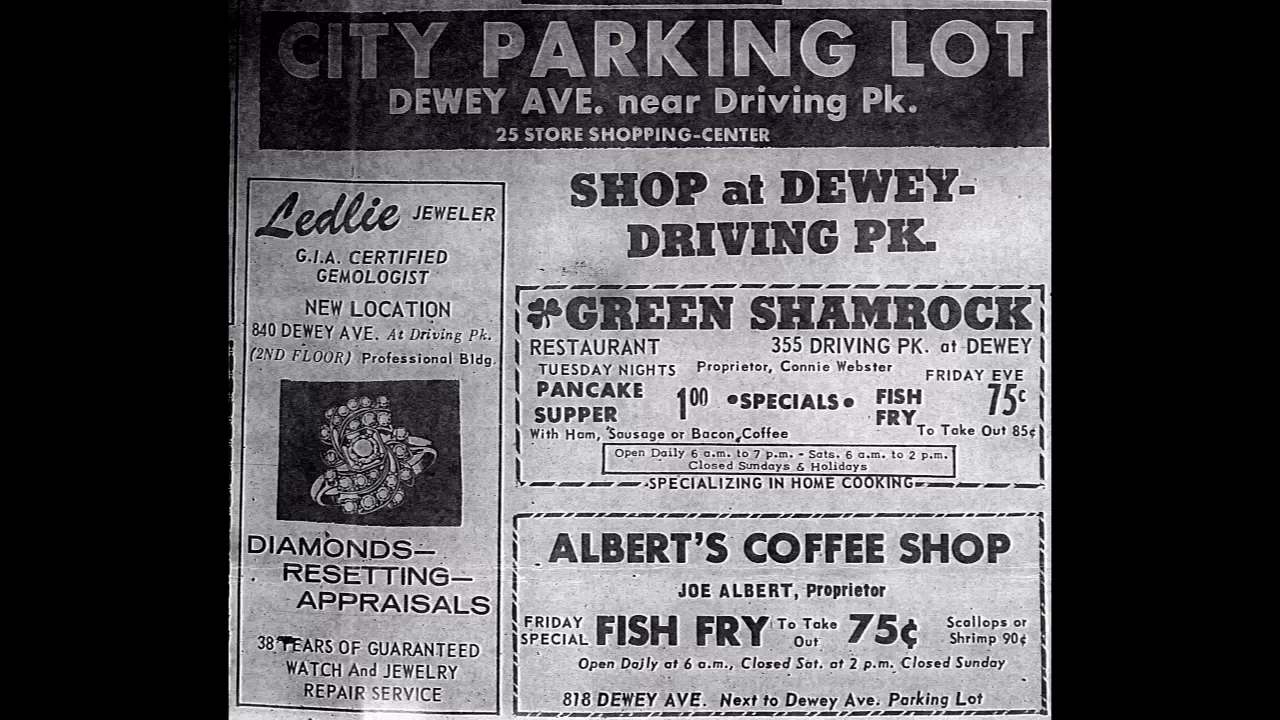 CITY PARKING LOT
DEWEY AVE. near Driving Pk.
25 STORE SHOPPING-CENTER
Ledlie JEWELER
G.I.A. CERTIFIED
GEMOLOGIST
NEW LOCATION
840 DEWEY AVE. At Driving Pk.
(2ND FLOOR) Professional Bldg.
DIAMONDS—
RESETTING—
APPRAISALS
38 YEARS OF GUARANTEED
WATCH And JEWELRY
REPAIR SERVICE
SHOP at DEWEY-
DRIVING PK.
GREEN SHAMROCK
RESTAURANT 355 DRIVING PK. at DEWEY
TUESDAY NIGHTS Proprietor, Connie Webster FRIDAY EVE
PANCAKE SUPPER 1.00 •SPECIALS• FISH FRY 75c
With Ham, Sausage or Bacon, Coffee To Take Out 85¢
Open Daily 6 a.m. to 7 p.m. - Sats. 6 a.m. to 2 p.m.
Closed Sundays & Holidays
SPECIALIZING IN HOME COOKING
ALBERT'S COFFEE SHOP
JOE ALBERT, Proprietor
FRIDAY SPECIAL FISH FRY To Take Out 75¢ Scallops or Shrimp 90¢
Open Daily at 6 a.m., Closed Sat. at 2 p.m. Closed Sunday
818 DEWEY AVE. Next to Dewey Ave. Parking Lot